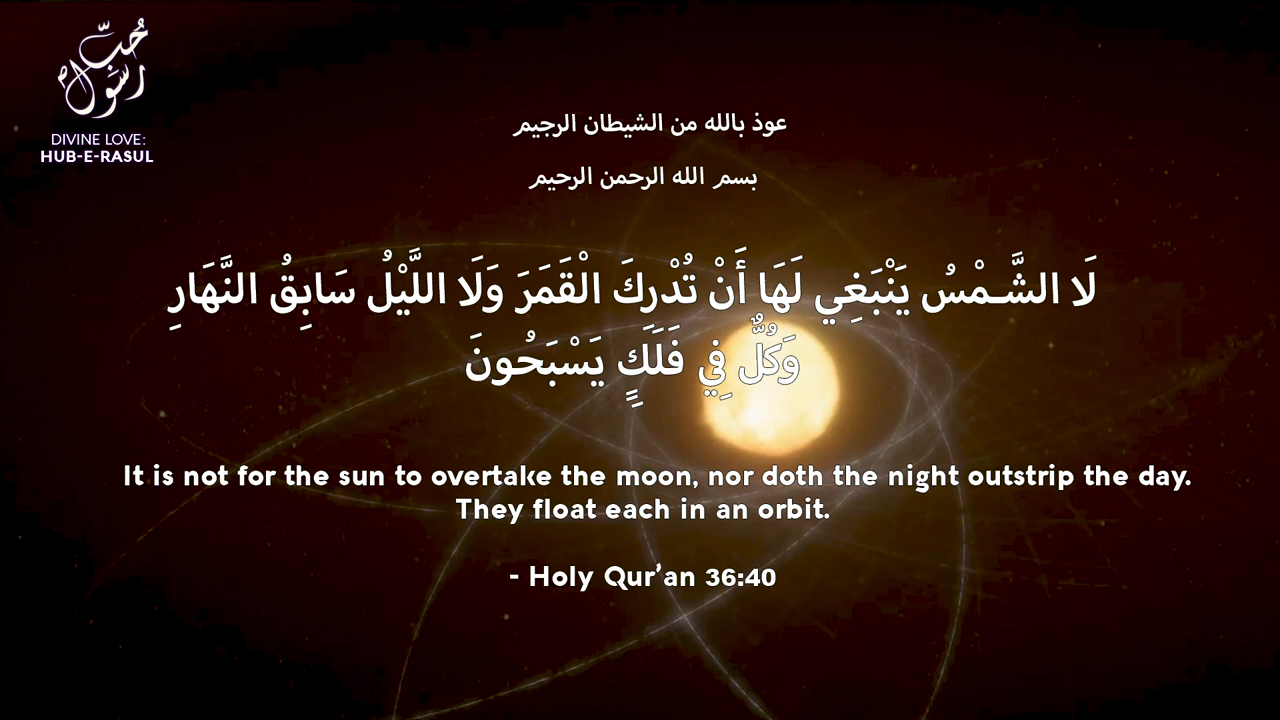 حُبّ
رَسُول
DIVINE LOVE:
HUB-E-RASUL
عوذ بالله من الشيطان الرجيم
بسم الله الرحمن الرحيم
لَا الشَّـمْسُ يَنْبَغِي لَهَا أَنْ تُدْرِكَ الْقَمَرَ وَلَا اللَّيْلُ سَابِقُ النَّهَارِ
وَكُلٌّ فِي فَلَكٍ يَسْبَحُونَ
It is not for the sun to overtake the moon, nor doth the night outstrip the day.
They float each in an orbit.
- Holy Qur'an 36:40